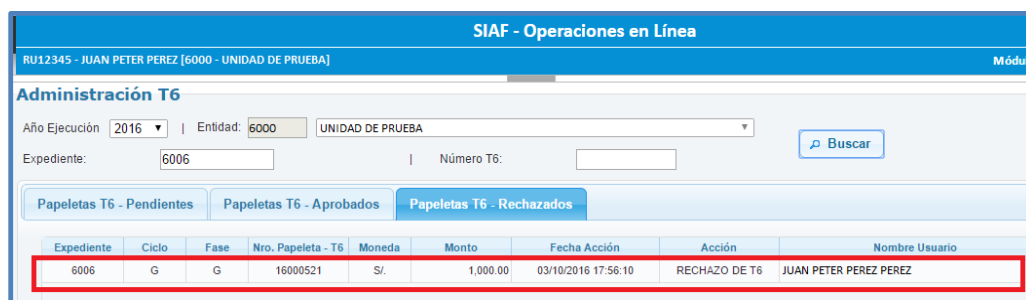 SIAF - Operaciones en Línea
RU12345 - JUAN PETER PEREZ [6000 - UNIDAD DE PRUEBA]
Administración T6
Año Ejecución 2016 | Entidad: 6000 UNIDAD DE PRUEBA
Buscar
Expediente: 6006 | Número T6:
Papeletas T6 - Pendientes Papeletas T6 - Aprobados Papeletas T6 - Rechazados
Expediente Ciclo Fase Nro. Papeleta - T6 Moneda Monto Fecha Acción Acción Nombre Usuario
6006 G G 16000521 S/. 1,000.00 03/10/2016 17:56:10 RECHAZO DE T6 JUAN PETER PEREZ PEREZ